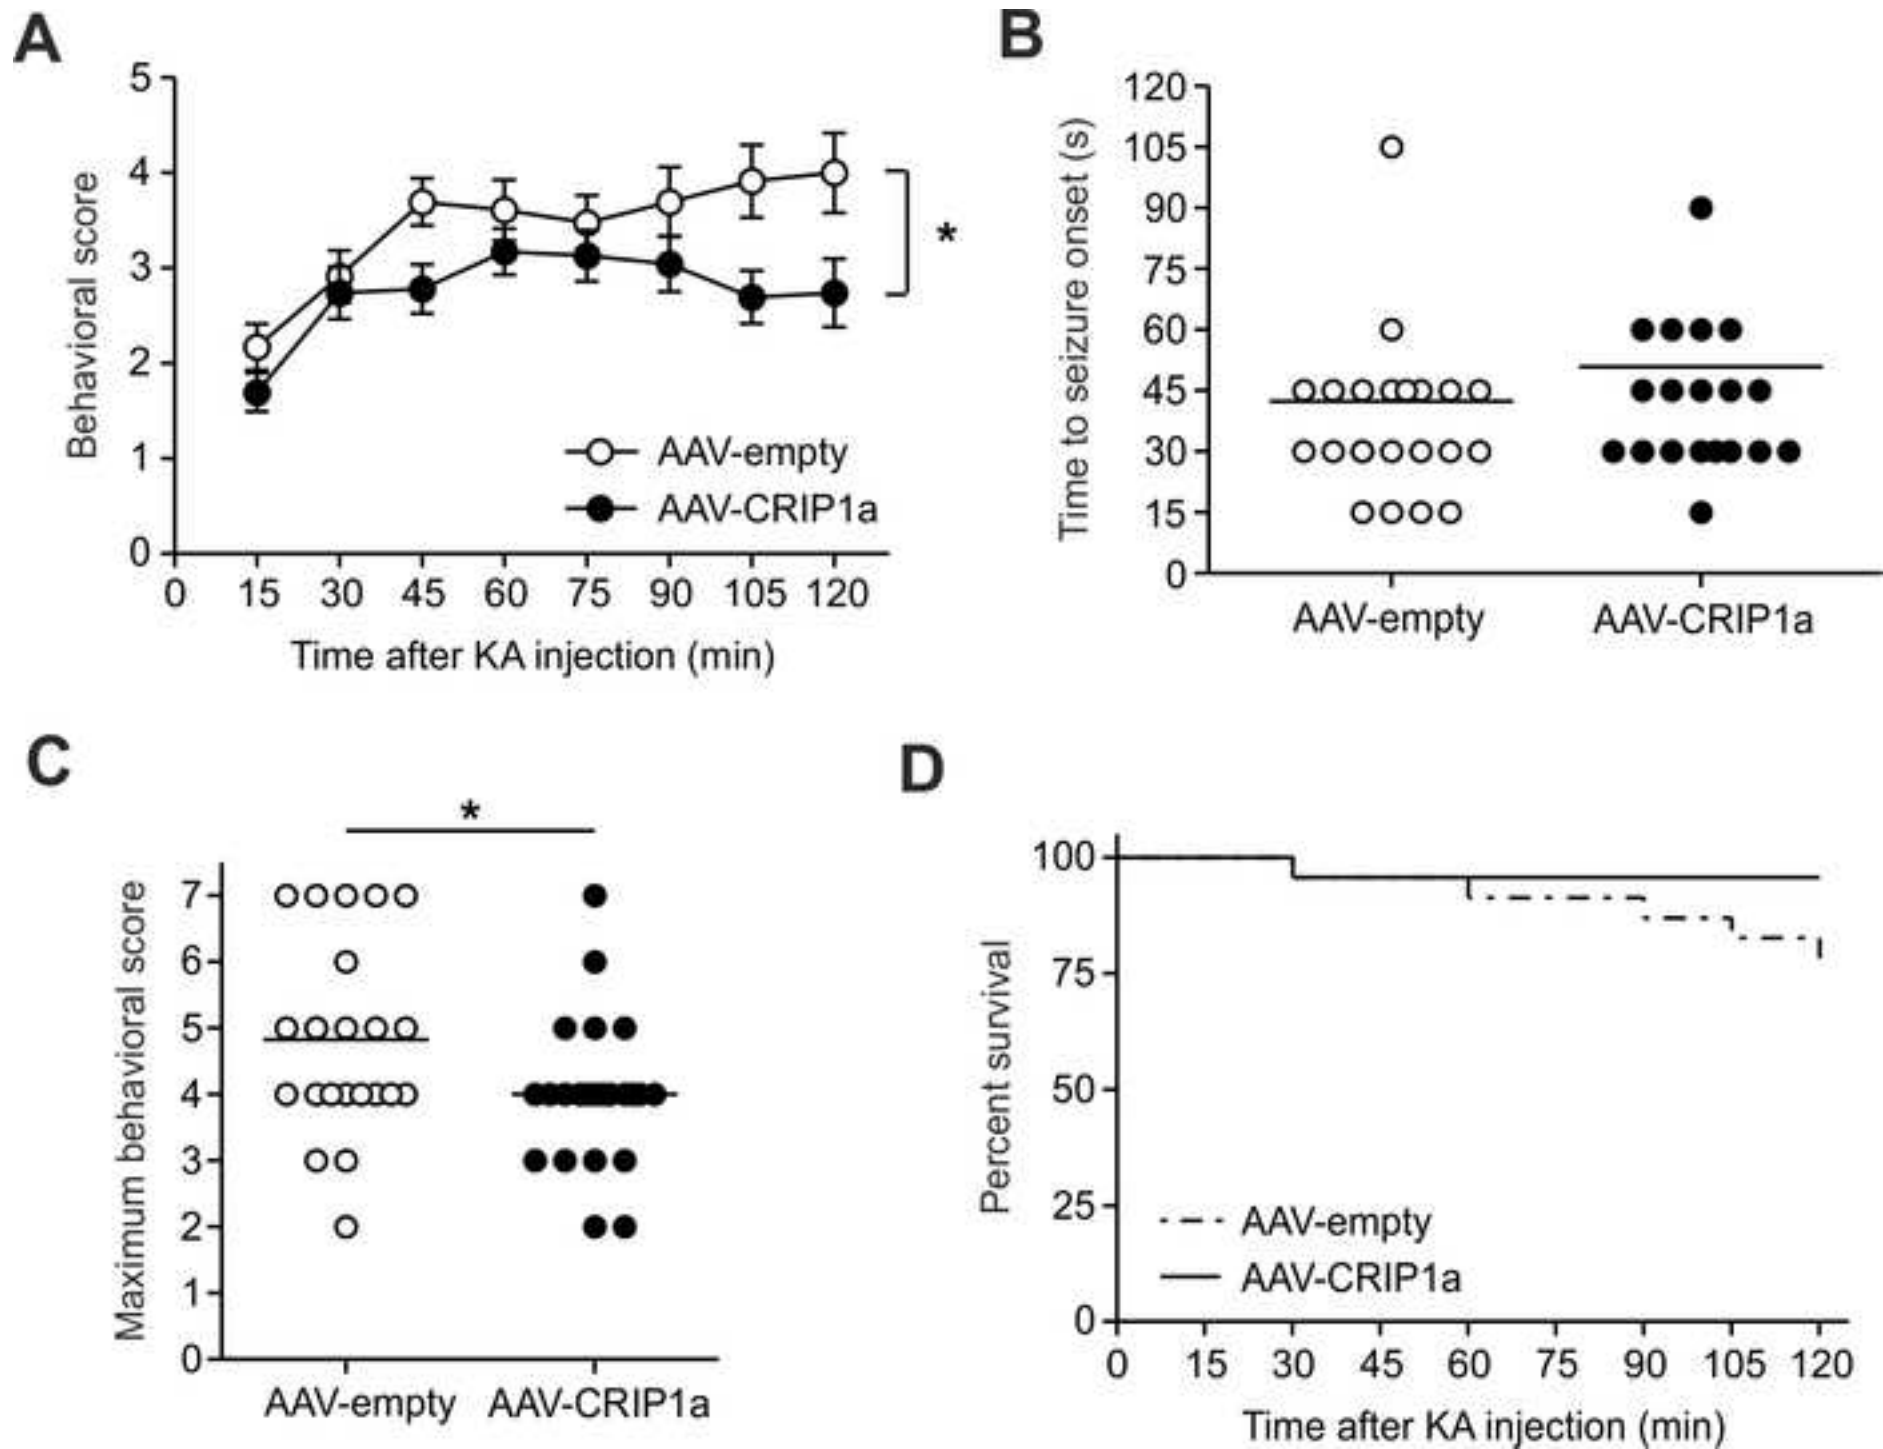 A
5
4
3
2
1
0
Behavioral score
*
AAV-empty
AAV-CRIP1a
0 15 30 45 60 75 90 105 120
Time after KA injection (min)
B
120
105
90
75
60
45
30
15
0
Time to seizure onset (s)
AAV-empty AAV-CRIP1a
C
*
7
6
5
4
3
2
1
0
Maximum behavioral score
AAV-empty AAV-CRIP1a
D
100
75
50
25
0
Percent survival
AAV-empty
AAV-CRIP1a
0 15 30 45 60 75 90 105 120
Time after KA injection (min)